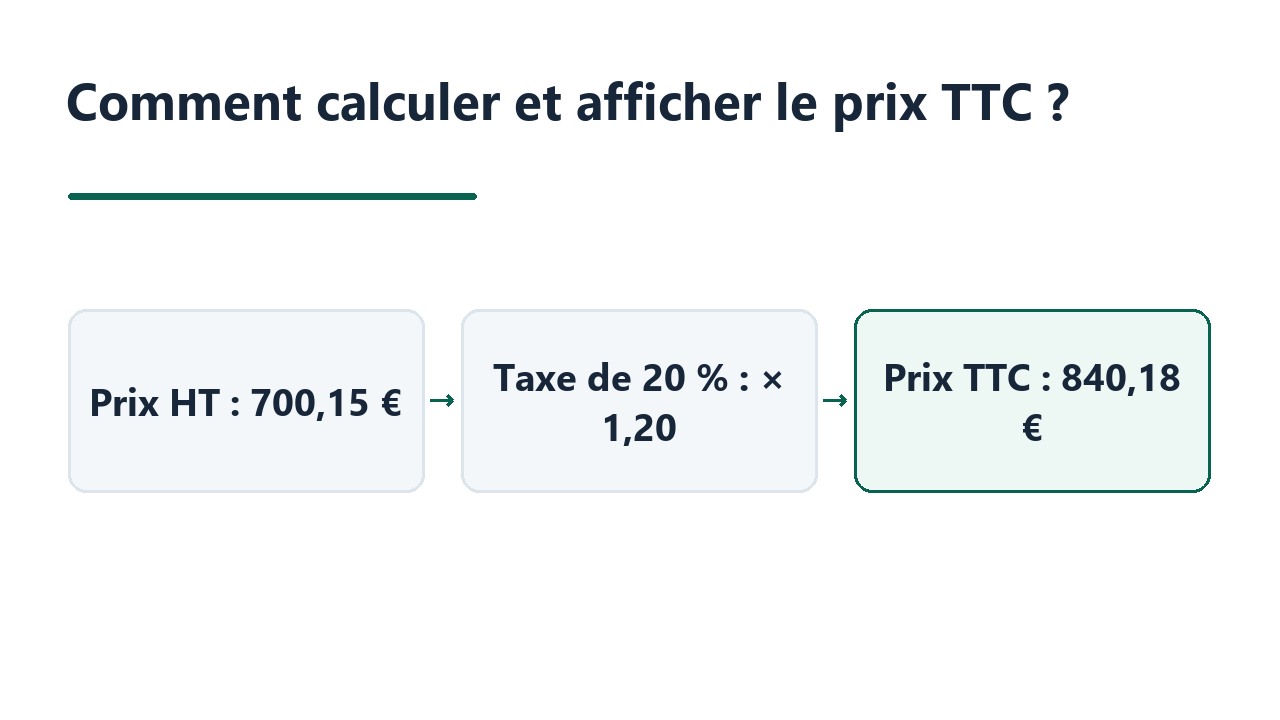 Comment calculer et afficher le prix TTC ?
Prix HT : 700,15 €
→
Taxe de 20 % : ×
1,20
→
Prix TTC : 840,18
€